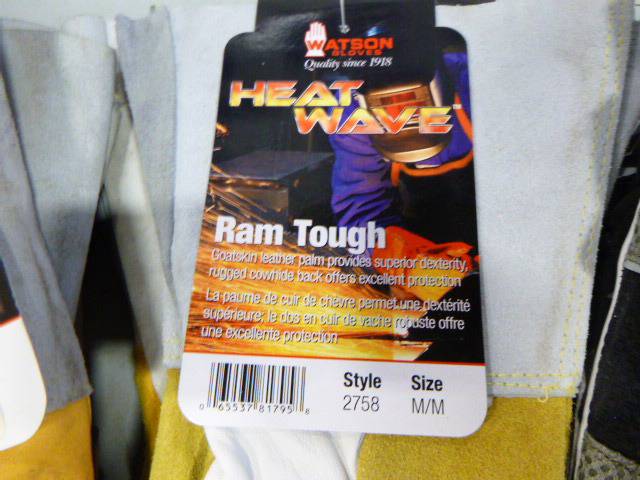 WATSON
GLOVES
Quality since 1918
HEAT
WAVE™
Ram Tough
Goatskin leather palm provides superior dexterity,
rugged cowhide back offers excellent protection
La paume de cuir de chèvre permet une dextérité
supérieure; le dos en cuir de vache robuste offre
une excellente protection
Style Size
2758 M/M
0 65537 81795 8